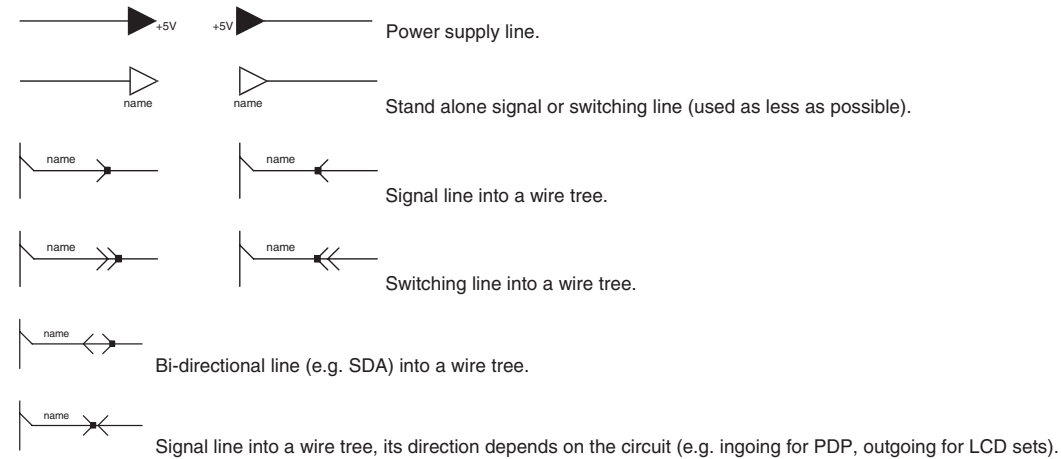 +5V +5V Power supply line.
name name Stand alone signal or switching line (used as less as possible).
name name Signal line into a wire tree.
name name Switching line into a wire tree.
name Bi-directional line (e.g. SDA) into a wire tree.
name Signal line into a wire tree, its direction depends on the circuit (e.g. ingoing for PDP, outgoing for LCD sets).